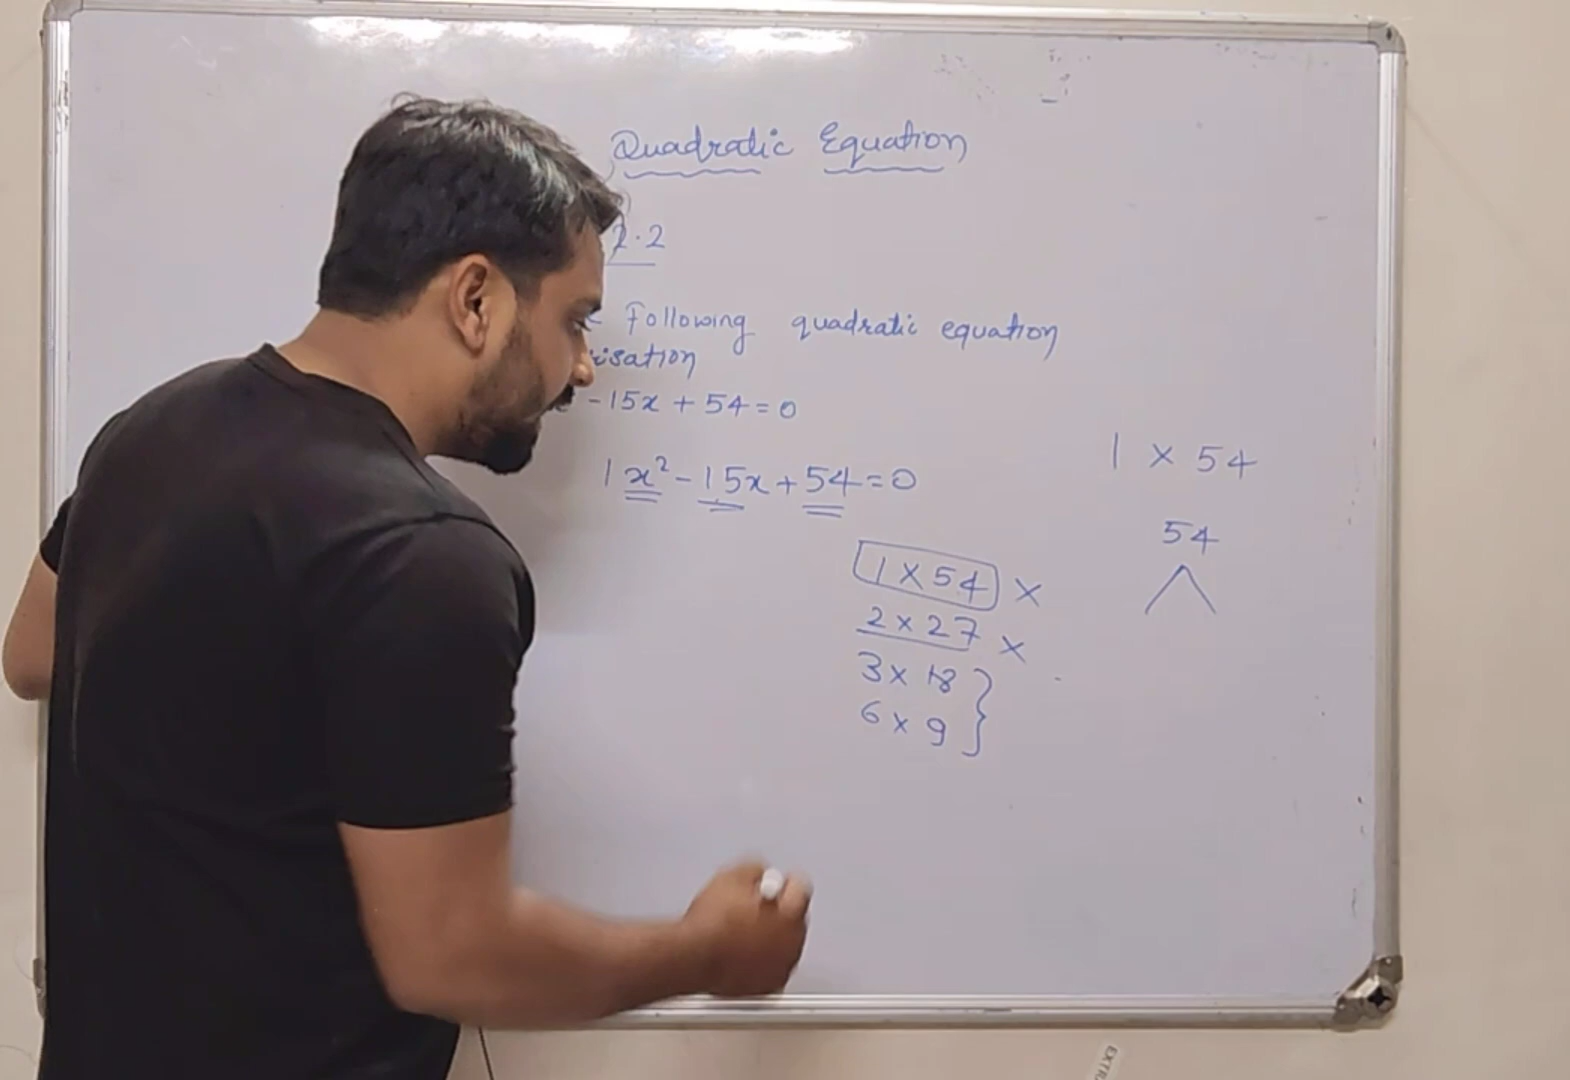 Quadratic Equation
2.2
Following quadratic equation
-15x + 54 = 0
1x² - 15x + 54 = 0
1 × 54
54
1 × 54 ×
2 × 27 ×
3 × 18
6 × 9